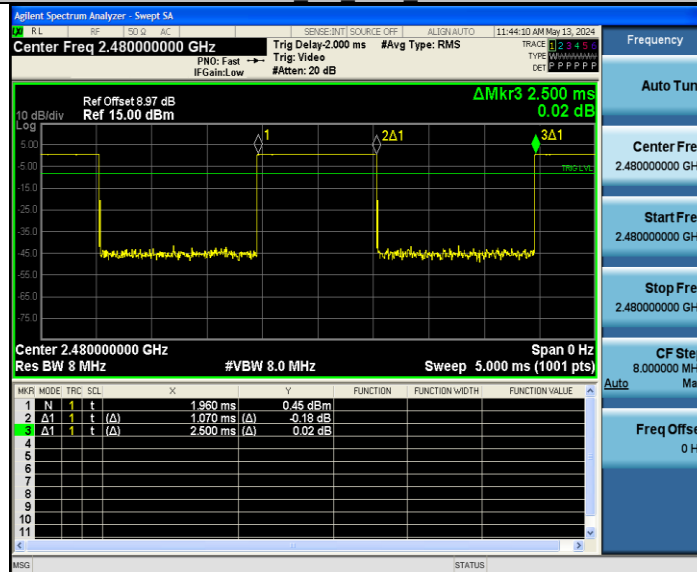 Agilent Spectrum Analyzer - Swept SA
RL RF 50 Ω AC SENSE:INT SOURCE OFF ALIGN AUTO 11:44:10 AM May 13, 2024
Center Freq 2.480000000 GHz
PNO: Fast
IFGain:Low
Trig Delay-2.000 ms
Trig: Video
#Atten: 20 dB
#Avg Type: RMS
TRACE 1 2 3 4 5 6
TYPE
DET P P P P P P
Frequency
Ref Offset 8.97 dB
Ref 15.00 dBm
10 dB/div
Log
ΔMkr3 2.500 ms
0.02 dB
1
2Δ1
3Δ1
TRIG LVL
5.00
-5.00
-15.0
-25.0
-35.0
-45.0
-55.0
-65.0
-75.0
Center 2.480000000 GHz Span 0 Hz
Res BW 8 MHz #VBW 8.0 MHz Sweep 5.000 ms (1001 pts)
MKR MODE TRC SCL X Y FUNCTION FUNCTION WIDTH FUNCTION VALUE
1 N 1 t 1.960 ms 0.45 dBm
2 Δ1 1 t (Δ) 1.070 ms (Δ) -0.18 dB
3 Δ1 1 t (Δ) 2.500 ms (Δ) 0.02 dB
4
5
6
7
8
9
10
11
MSG STATUS
Auto Tun
Center Fre
2.480000000 GH
Start Fre
2.480000000 GH
Stop Fre
2.480000000 GH
CF Ste
8.000000 MH
Auto Ma
Freq Offse
0 H